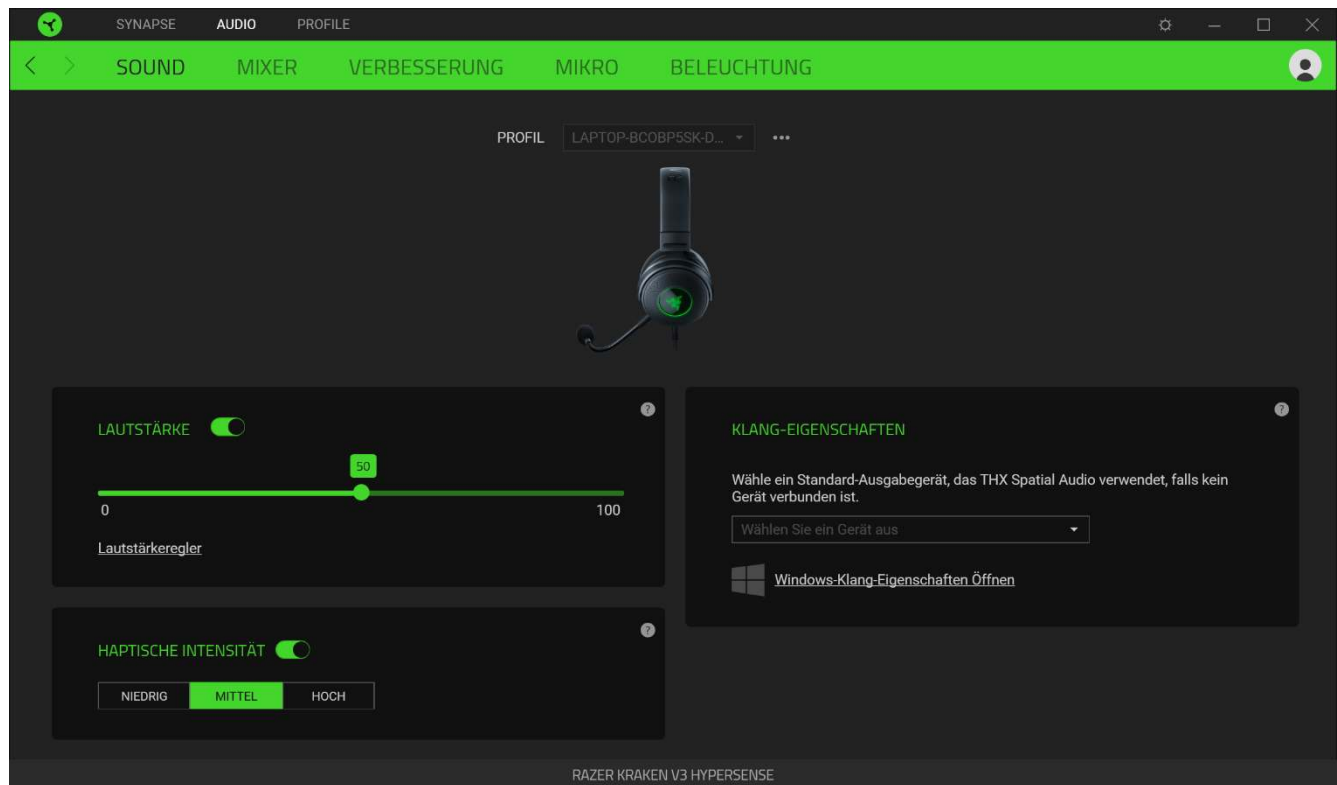 SYNAPSE AUDIO PROFILE
SOUND MIXER VERBESSERUNG MIKRO BELEUCHTUNG
PROFIL LAPTOP-BCOBP5SK-D...
LAUTSTÄRKE
50
0 100
Lautstärkeregler
HAPTISCHE INTENSITÄT
NIEDRIG MITTEL HOCH
KLANG-EIGENSCHAFTEN
Wähle ein Standard-Ausgabegerät, das THX Spatial Audio verwendet, falls kein
Gerät verbunden ist.
Wählen Sie ein Gerät aus
Windows-Klang-Eigenschaften Öffnen
RAZER KRAKEN V3 HYPERSENSE